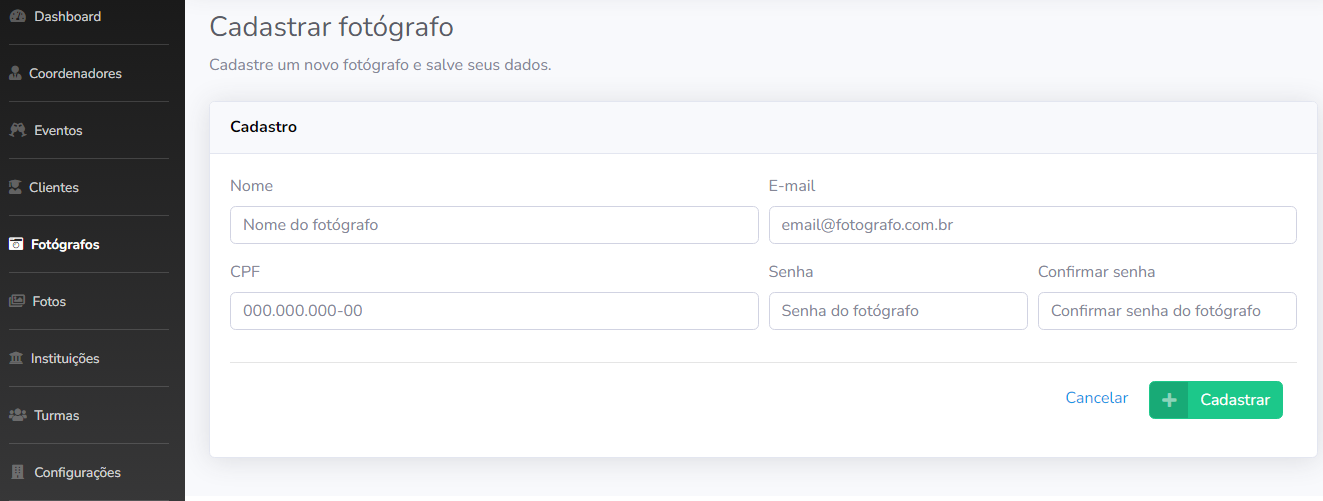 Dashboard
Coordenadores
Eventos
Clientes
Fotógrafos
Fotos
Instituições
Turmas
Configurações
Cadastrar fotógrafo
Cadastre um novo fotógrafo e salve seus dados.
Cadastro
Nome
Nome do fotógrafo
E-mail
email@fotografo.com.br
CPF
000.000.000-00
Senha
Senha do fotógrafo
Confirmar senha
Confirmar senha do fotógrafo
Cancelar
Cadastrar